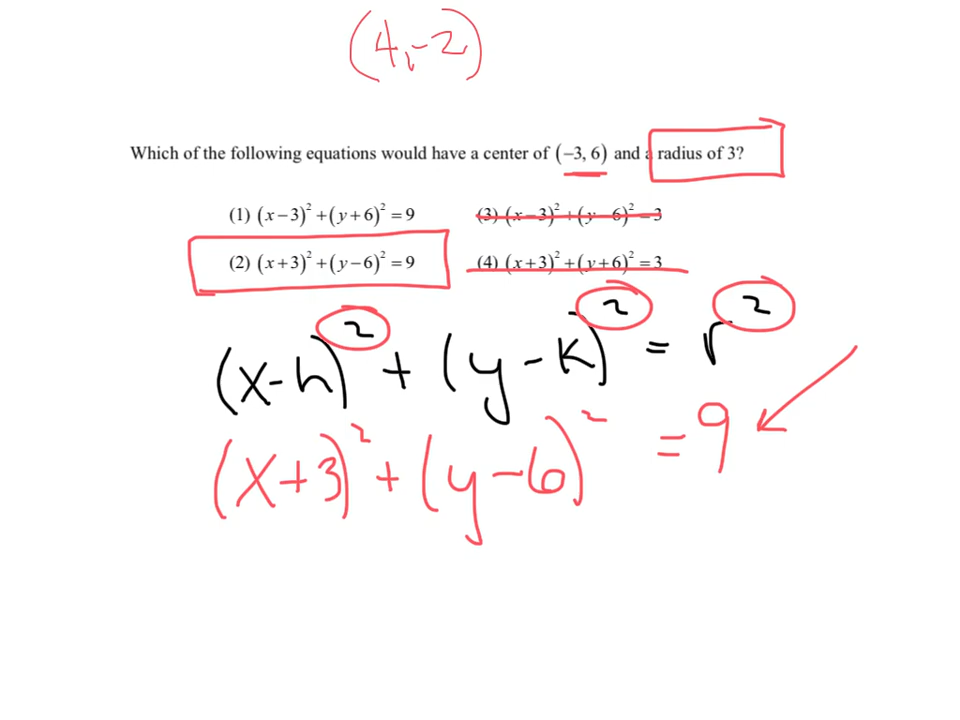 (4,-2)
Which of the following equations would have a center of (−3, 6) and a radius of 3?
(1) (x−3)² +(y+6)² = 9
(3) (x−3)² +(y−6)² = 3
(2) (x+3)² +(y−6)² = 9
(4) (x+3)² +(y+6)² = 3
(x-h)² + (y-k)² = r²
(x+3)² + (y-6)² = 9